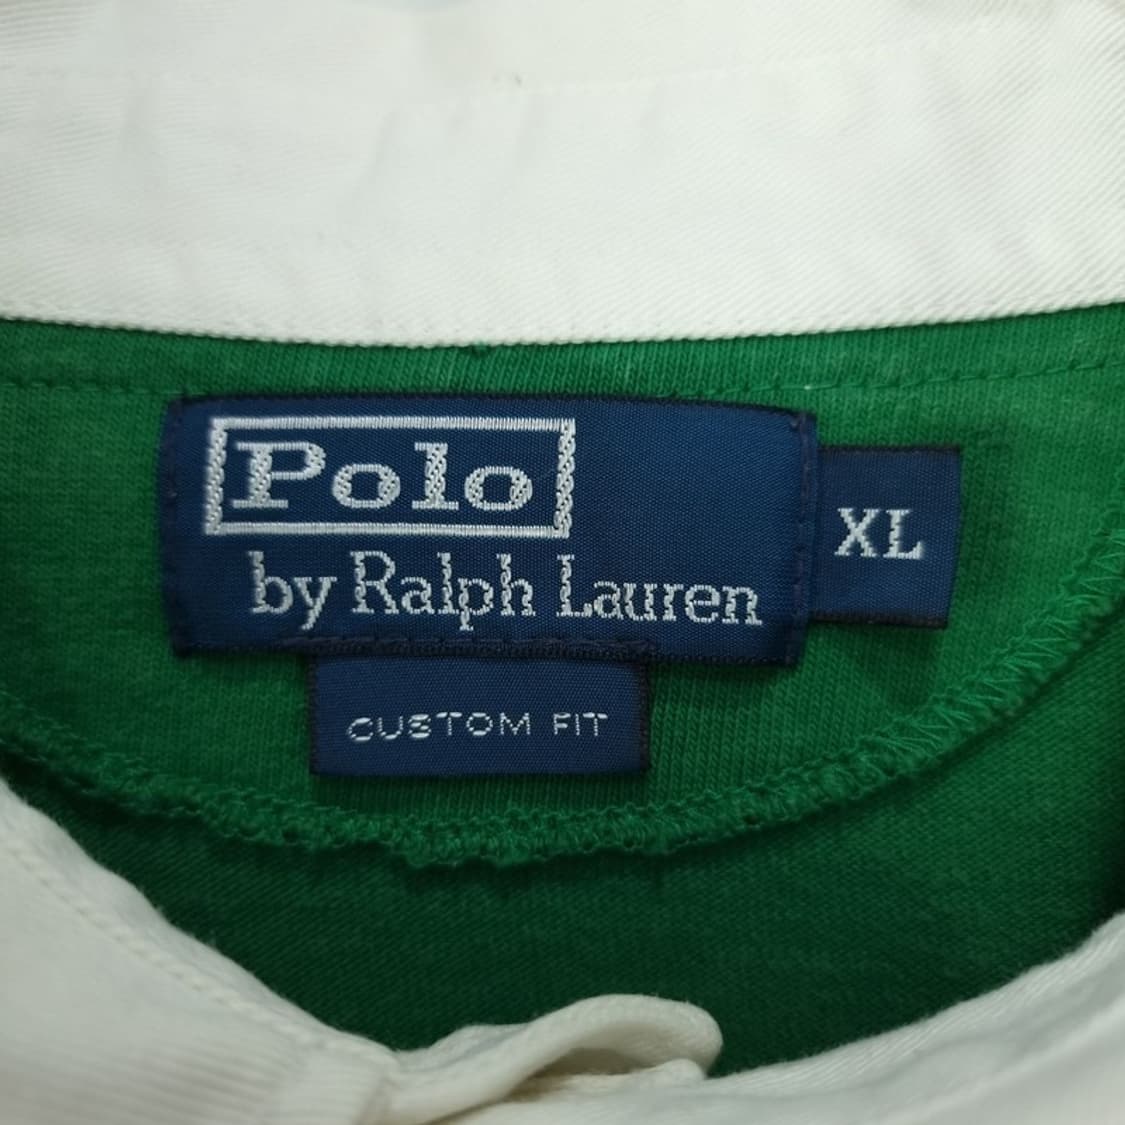 Polo
by Ralph Lauren
XL
CUSTOM FIT